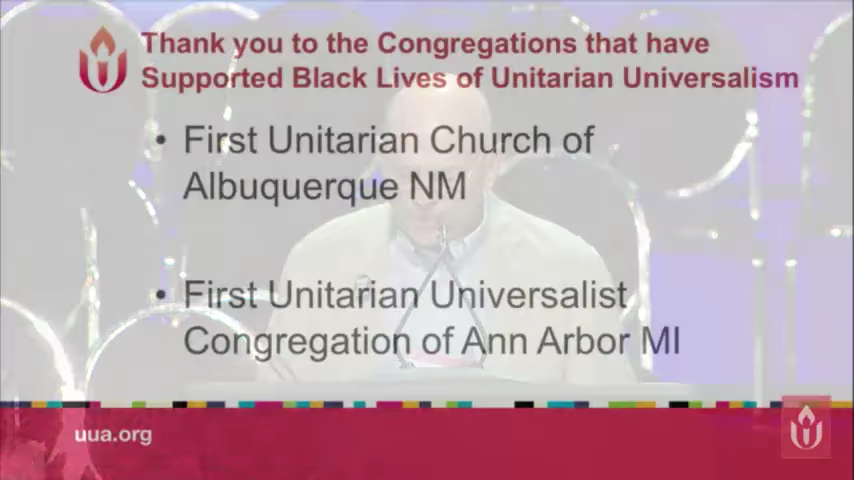 Thank you to the Congregations that have
Supported Black Lives of Unitarian Universalism
• First Unitarian Church of
Albuquerque NM
• First Unitarian Universalist
Congregation of Ann Arbor MI
uua.org